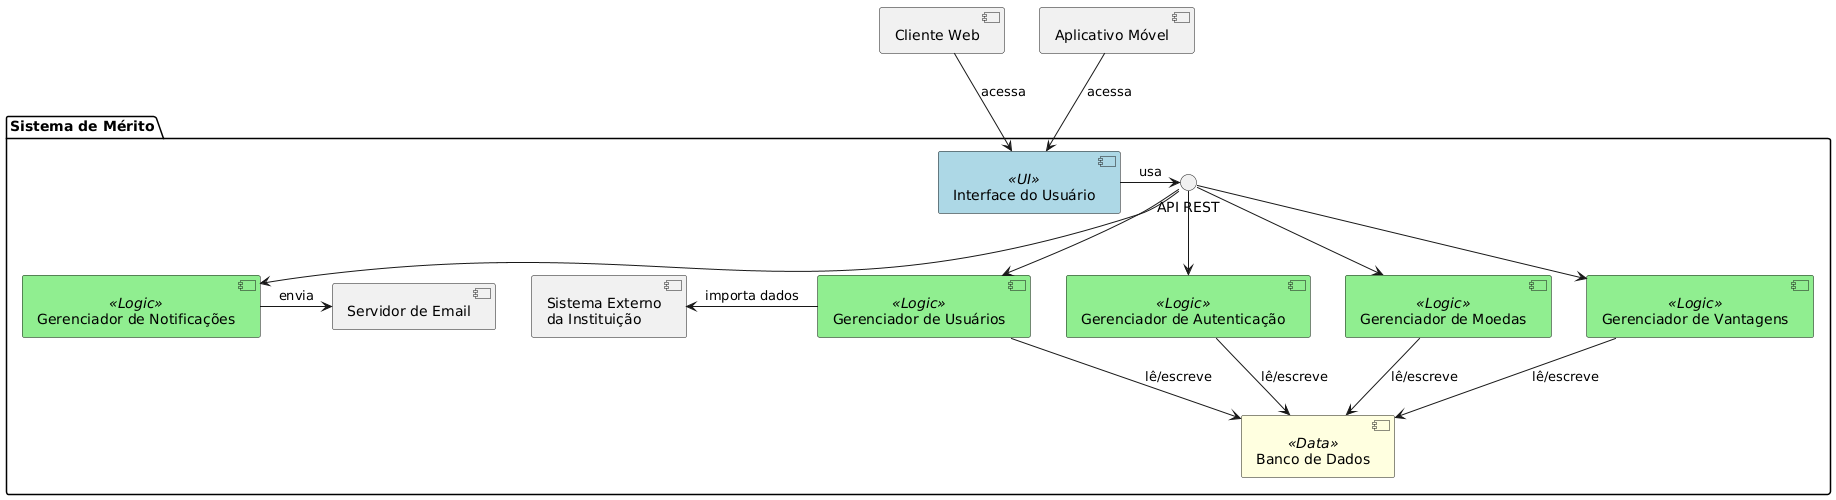 Cliente Web
Aplicativo Móvel
acessa
acessa
Sistema de Mérito
«UI»
Interface do Usuário
usa
API REST
«Logic»
Gerenciador de Notificações
envia
Servidor de Email
Sistema Externo
da Instituição
importa dados
«Logic»
Gerenciador de Usuários
«Logic»
Gerenciador de Autenticação
«Logic»
Gerenciador de Moedas
«Logic»
Gerenciador de Vantagens
lê/escreve
lê/escreve
lê/escreve
lê/escreve
«Data»
Banco de Dados